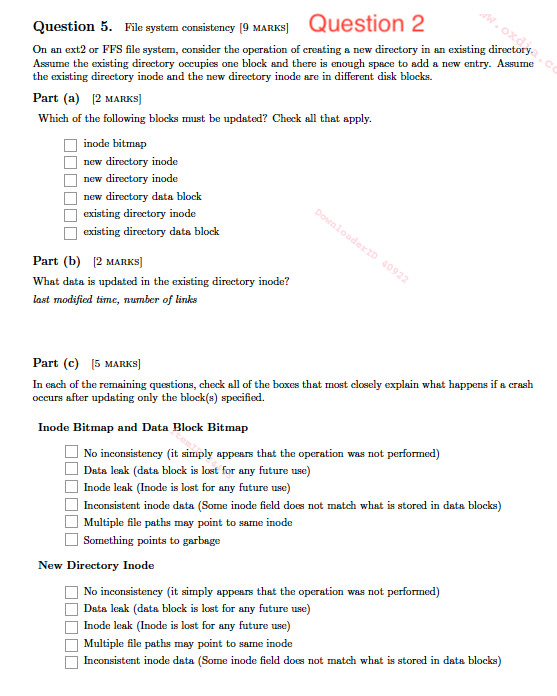 Question 5. File system consistency [9 MARKS] Question 2
On an ext2 or FFS file system, consider the operation of creating a new directory in an existing directory.
Assume the existing directory occupies one block and there is enough space to add a new entry. Assume
the existing directory inode and the new directory inode are in different disk blocks.
Part (a) [2 MARKS]
Which of the following blocks must be updated? Check all that apply.
inode bitmap
new directory inode
new directory inode
new directory data block
existing directory inode
existing directory data block
Part (b) [2 MARKS]
What data is updated in the existing directory inode?
last modified time, number of links
Part (c) [5 MARKS]
In each of the remaining questions, check all of the boxes that most closely explain what happens if a crash
occurs after updating only the block(s) specified.
Inode Bitmap and Data Block Bitmap
No inconsistency (it simply appears that the operation was not performed)
Data leak (data block is lost for any future use)
Inode leak (Inode is lost for any future use)
Inconsistent inode data (Some inode field does not match what is stored in data blocks)
Multiple file paths may point to same inode
Something points to garbage
New Directory Inode
No inconsistency (it simply appears that the operation was not performed)
Data leak (data block is lost for any future use)
Inode leak (Inode is lost for any future use)
Multiple file paths may point to same inode
Inconsistent inode data (Some inode field does not match what is stored in data blocks)
DownloaderID 40922